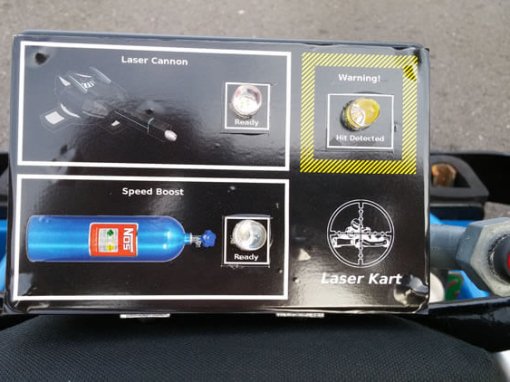 Laser Cannon
Ready
Warning!
Hit Detected
Speed Boost
NOS
Ready
Laser Kart